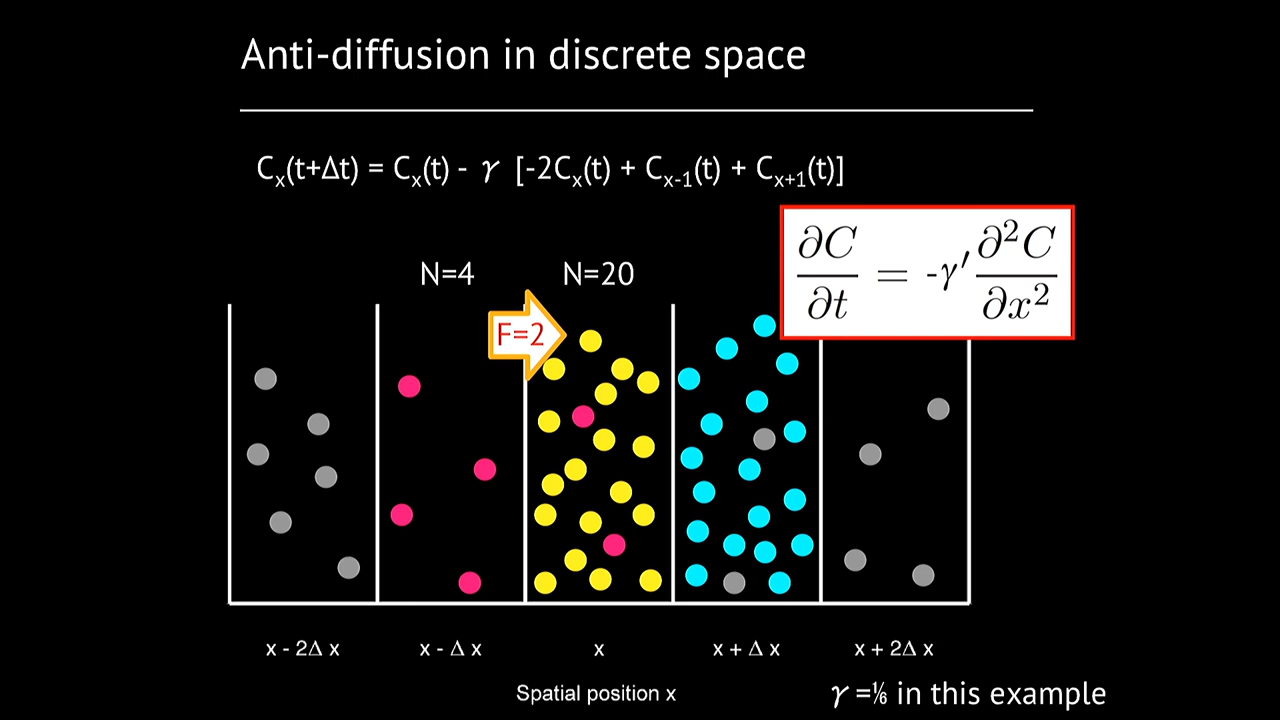 Anti-diffusion in discrete space
Cx(t+Δt) = Cx(t) - γ [-2Cx(t) + Cx-1(t) + Cx+1(t)]
∂C/∂t = -γ′ ∂²C/∂x²
N=4 N=20
F=2
x - 2Δ x x - Δ x x x + Δ x x + 2Δ x
Spatial position x
γ =⅙ in this example